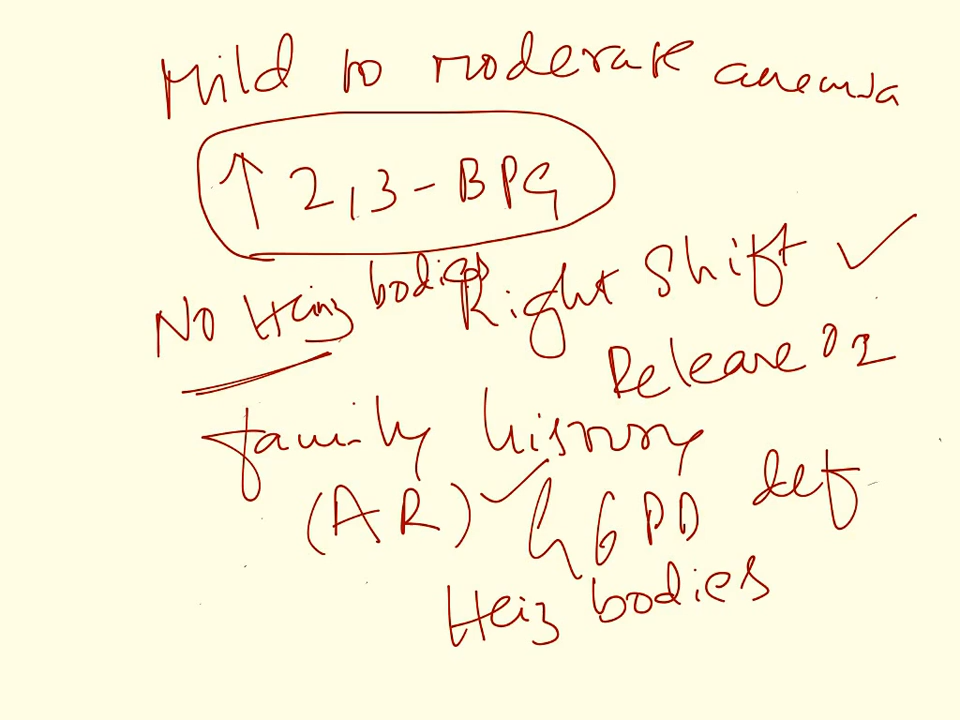 Mild to moderate anemia
↑ 2,3-BPG
No Heinz bodies
Right Shift ✓
Release O2
family history
(AR) ✓ G6PD def
Heiz bodies